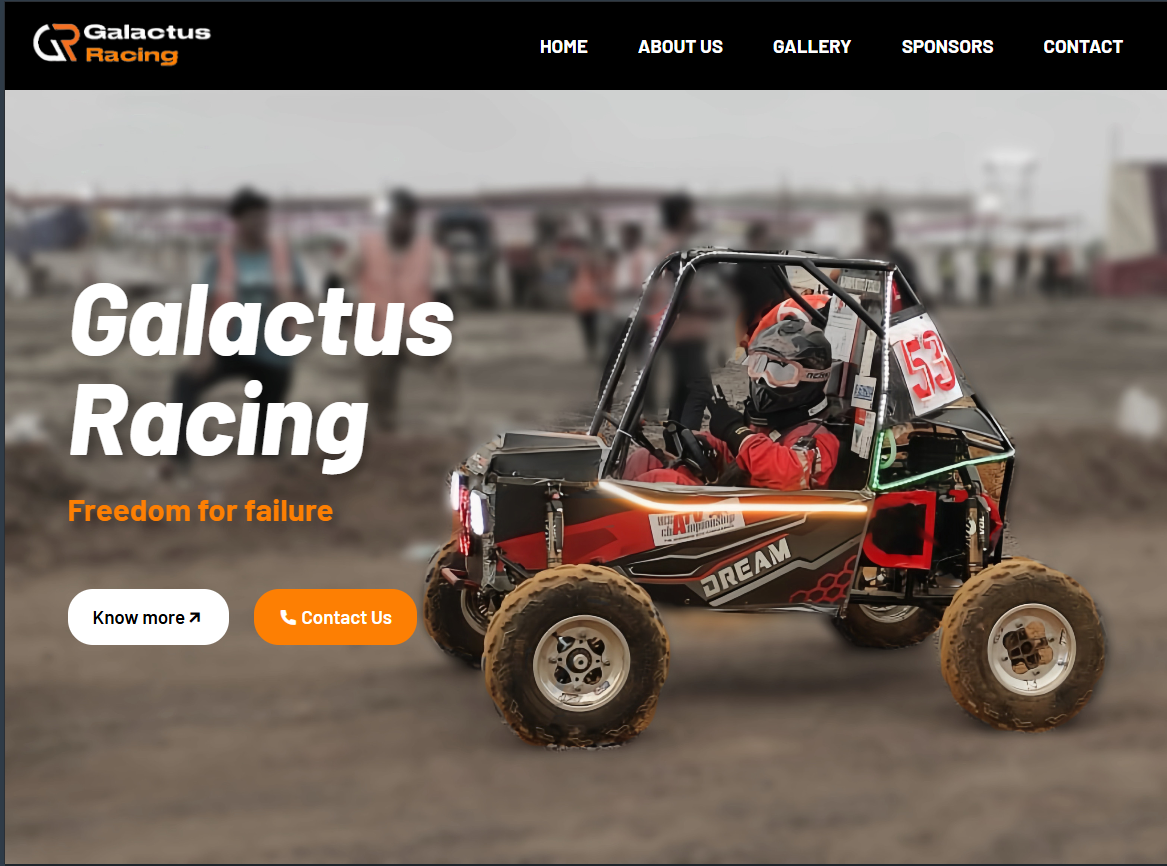 Galactus
Racing
HOME ABOUT US GALLERY SPONSORS CONTACT
Galactus
Racing
Freedom for failure
Know more
Contact Us
53
chAmpionship
DREAM